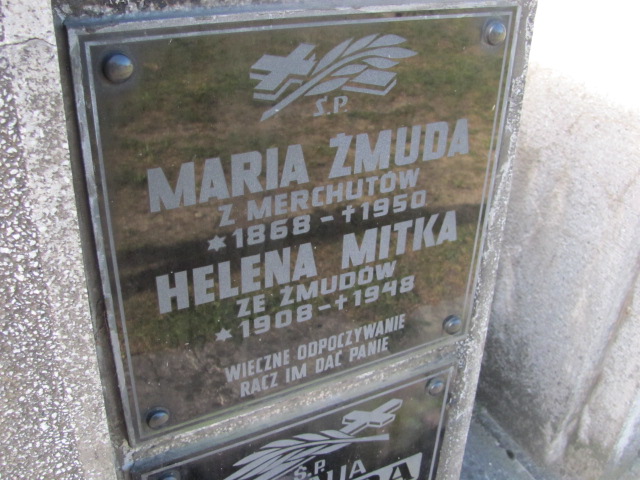 Ś.P.
MARIA ŻMUDA
Z MERCHUTÓW
*1868-†1950
HELENA MITKA
ZE ŻMUDÓW
*1908-†1948
WIECZNE ODPOCZYWANIE
RACZ IM DAĆ PANIE
Ś.P.